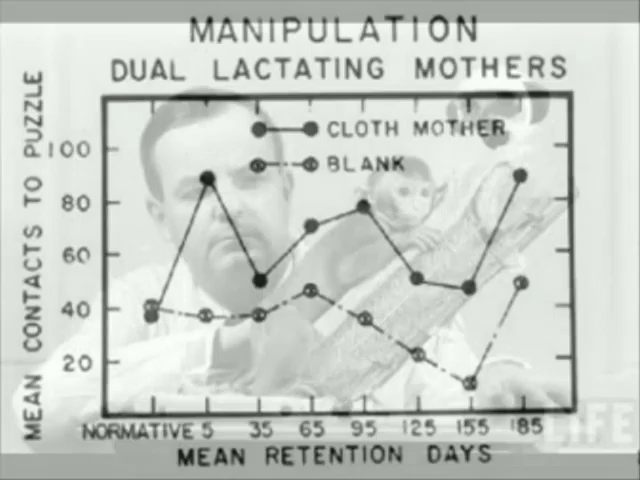 MANIPULATION
DUAL LACTATING MOTHERS
CLOTH MOTHER
BLANK
MEAN CONTACTS TO PUZZLE
100
80
60
40
20
NORMATIVE 5 35 65 95 125 155 185
MEAN RETENTION DAYS
LIFE